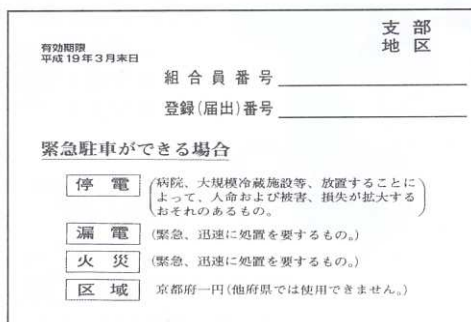 支部
地区
有効期限
平成19年3月末日
組合員番号
登録(届出)番号
緊急駐車ができる場合
停電 (病院、大規模冷蔵施設等、放置することに
よって、人命および被害、損失が拡大する
おそれのあるもの。)
漏電 (緊急、迅速に処置を要するもの。)
火災 (緊急、迅速に処置を要するもの。)
区域 京都府一円(他府県では使用できません。)